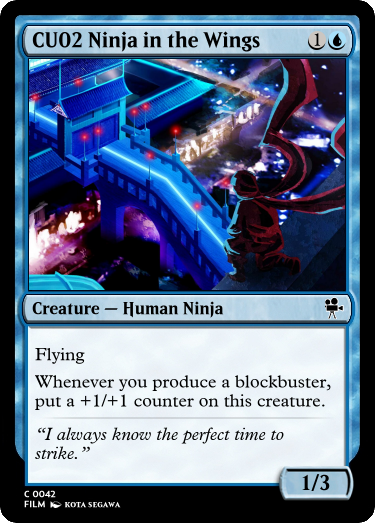 CU02 Ninja in the Wings 1
Creature — Human Ninja
Flying
Whenever you produce a blockbuster,
put a +1/+1 counter on this creature.
“I always know the perfect time to
strike.”
1/3
C 0042
FILM KOTA SEGAWA